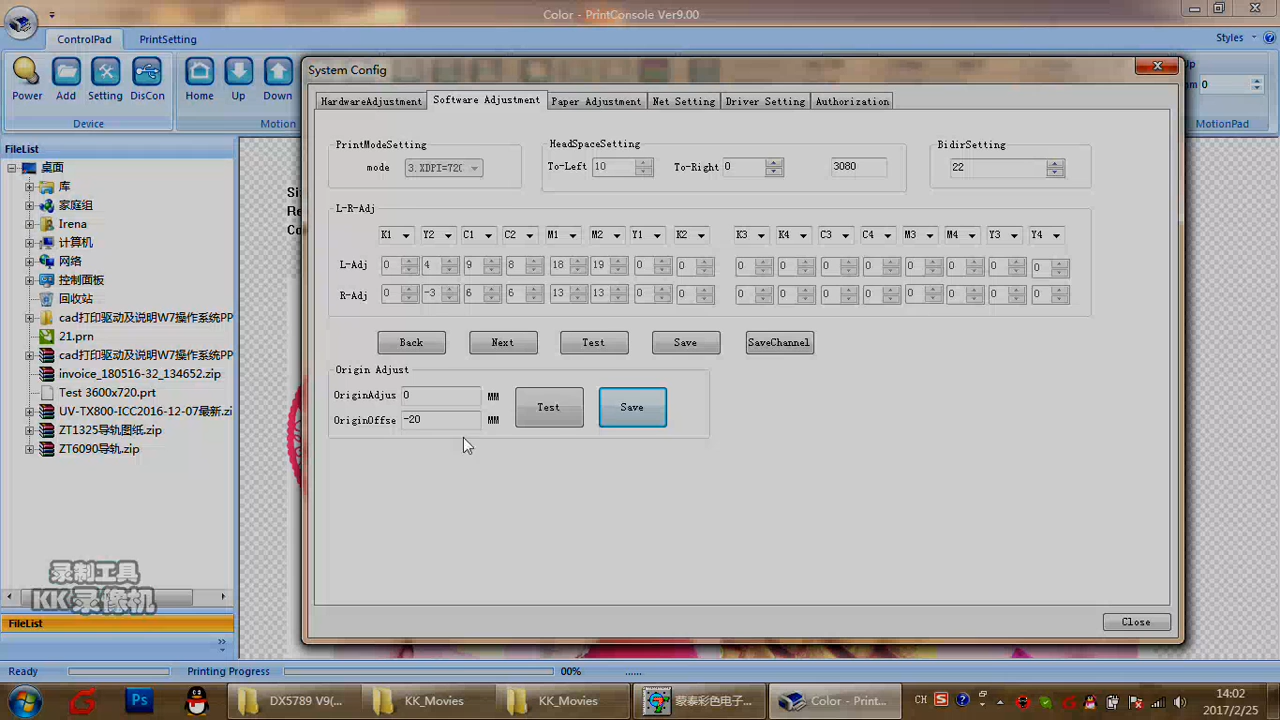 Color - PrintConsole Ver9.00
ControlPad PrintSetting Styles
Power Add Setting DisCon Home Up Down
0
Device Motion MotionPad
System Config
HardwareAdjustment Software Adjustment Paper Adjustment Net Setting Driver Setting Authorization
FileList
桌面
库
家庭组
Irena
计算机
网络
控制面板
回收站
cad打印驱动及说明W7操作系统PP
21.prn
cad打印驱动及说明W7操作系统PP
invoice_180516-32_134652.zip
Test 3600x720.prt
UV-TX800-ICC2016-12-07最新.zi
ZT1325导轨图纸.zip
ZT6090导轨.zip
录制工具
KK 录像机
FileList
PrintModeSetting HeadSpaceSetting BidirSetting
mode 3.XDPI=720 To-Left 10 To-Right 0 3080 22
L-R-Adj
K1 Y2 C1 C2 M1 M2 Y1 K2 K3 K4 C3 C4 M3 M4 Y3 Y4
L-Adj 0 4 9 8 18 19 0 0 0 0 0 0 0 0 0 0
R-Adj 0 -3 6 6 13 13 0 0 0 0 0 0 0 0 0 0
Back Next Test Save SaveChannel
Origin Adjust
OriginAdjus 0 MM Test Save
OriginOffse -20 MM
Close
Ready Printing Progress 00% ......
DX5789 V9(... KK_Movies KK_Movies 蒙泰彩色电子... Color - Print... CH 14:02
2017/2/25